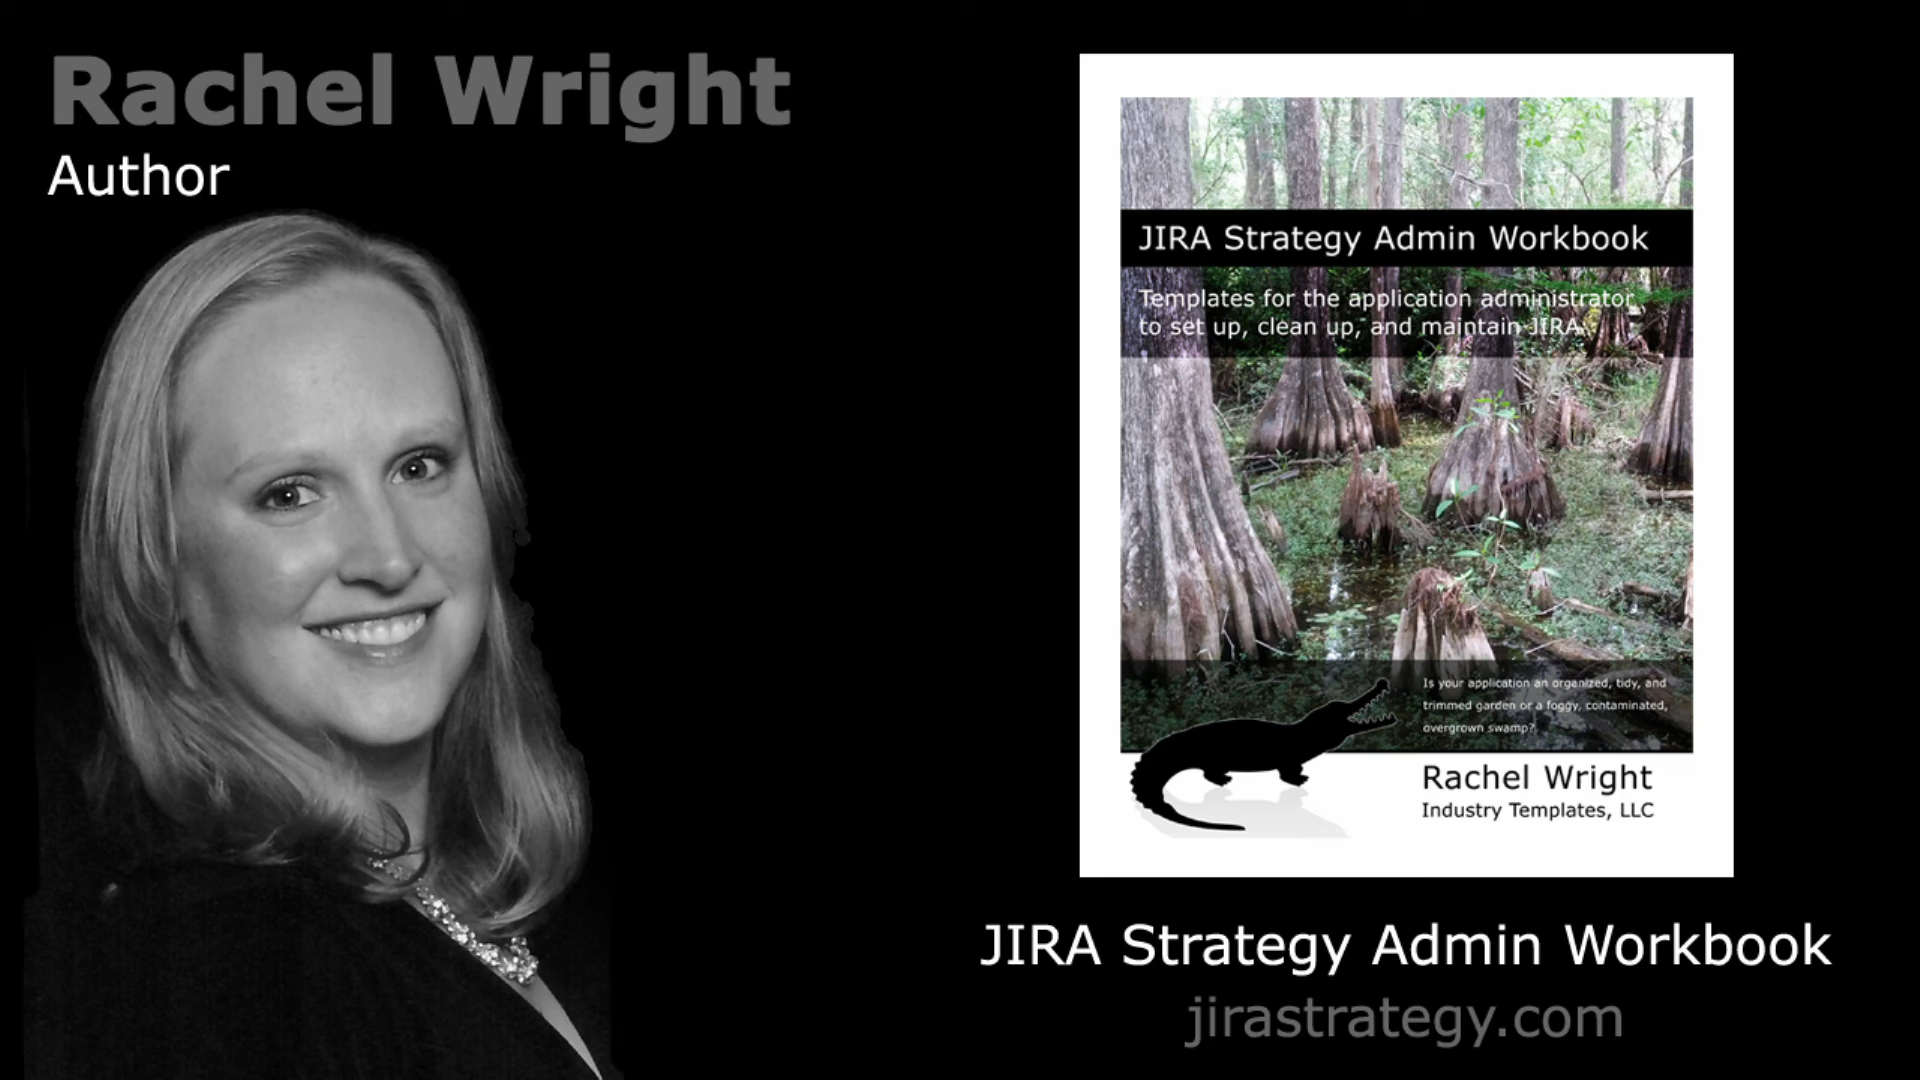 Rachel Wright
Author
JIRA Strategy Admin Workbook
Templates for the application administrator
to set up, clean up, and maintain JIRA.
Is your application an organized, tidy, and
trimmed garden or a foggy, contaminated,
overgrown swamp?
Rachel Wright
Industry Templates, LLC
JIRA Strategy Admin Workbook
jirastrategy.com